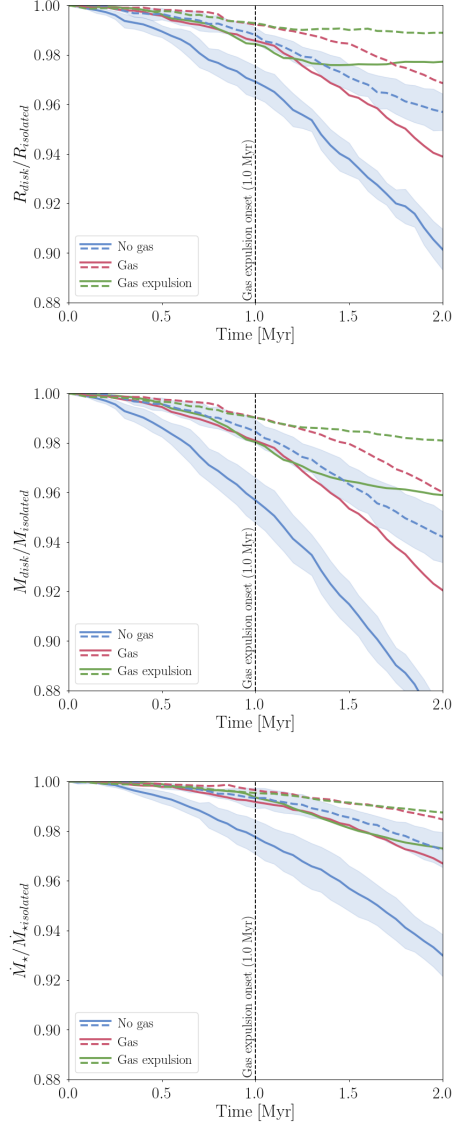 1.00
0.98
0.96
0.94
0.92
0.90
0.88
R_disk/R_isolated
No gas
Gas
Gas expulsion
Gas expulsion onset (1.0 Myr)
0.0 0.5 1.0 1.5 2.0
Time [Myr]
1.00
0.98
0.96
0.94
0.92
0.90
0.88
M_disk/M_isolated
No gas
Gas
Gas expulsion
Gas expulsion onset (1.0 Myr)
0.0 0.5 1.0 1.5 2.0
Time [Myr]
1.00
0.98
0.96
0.94
0.92
0.90
0.88
Ṁ⋆/Ṁ⋆isolated
No gas
Gas
Gas expulsion
Gas expulsion onset (1.0 Myr)
0.0 0.5 1.0 1.5 2.0
Time [Myr]